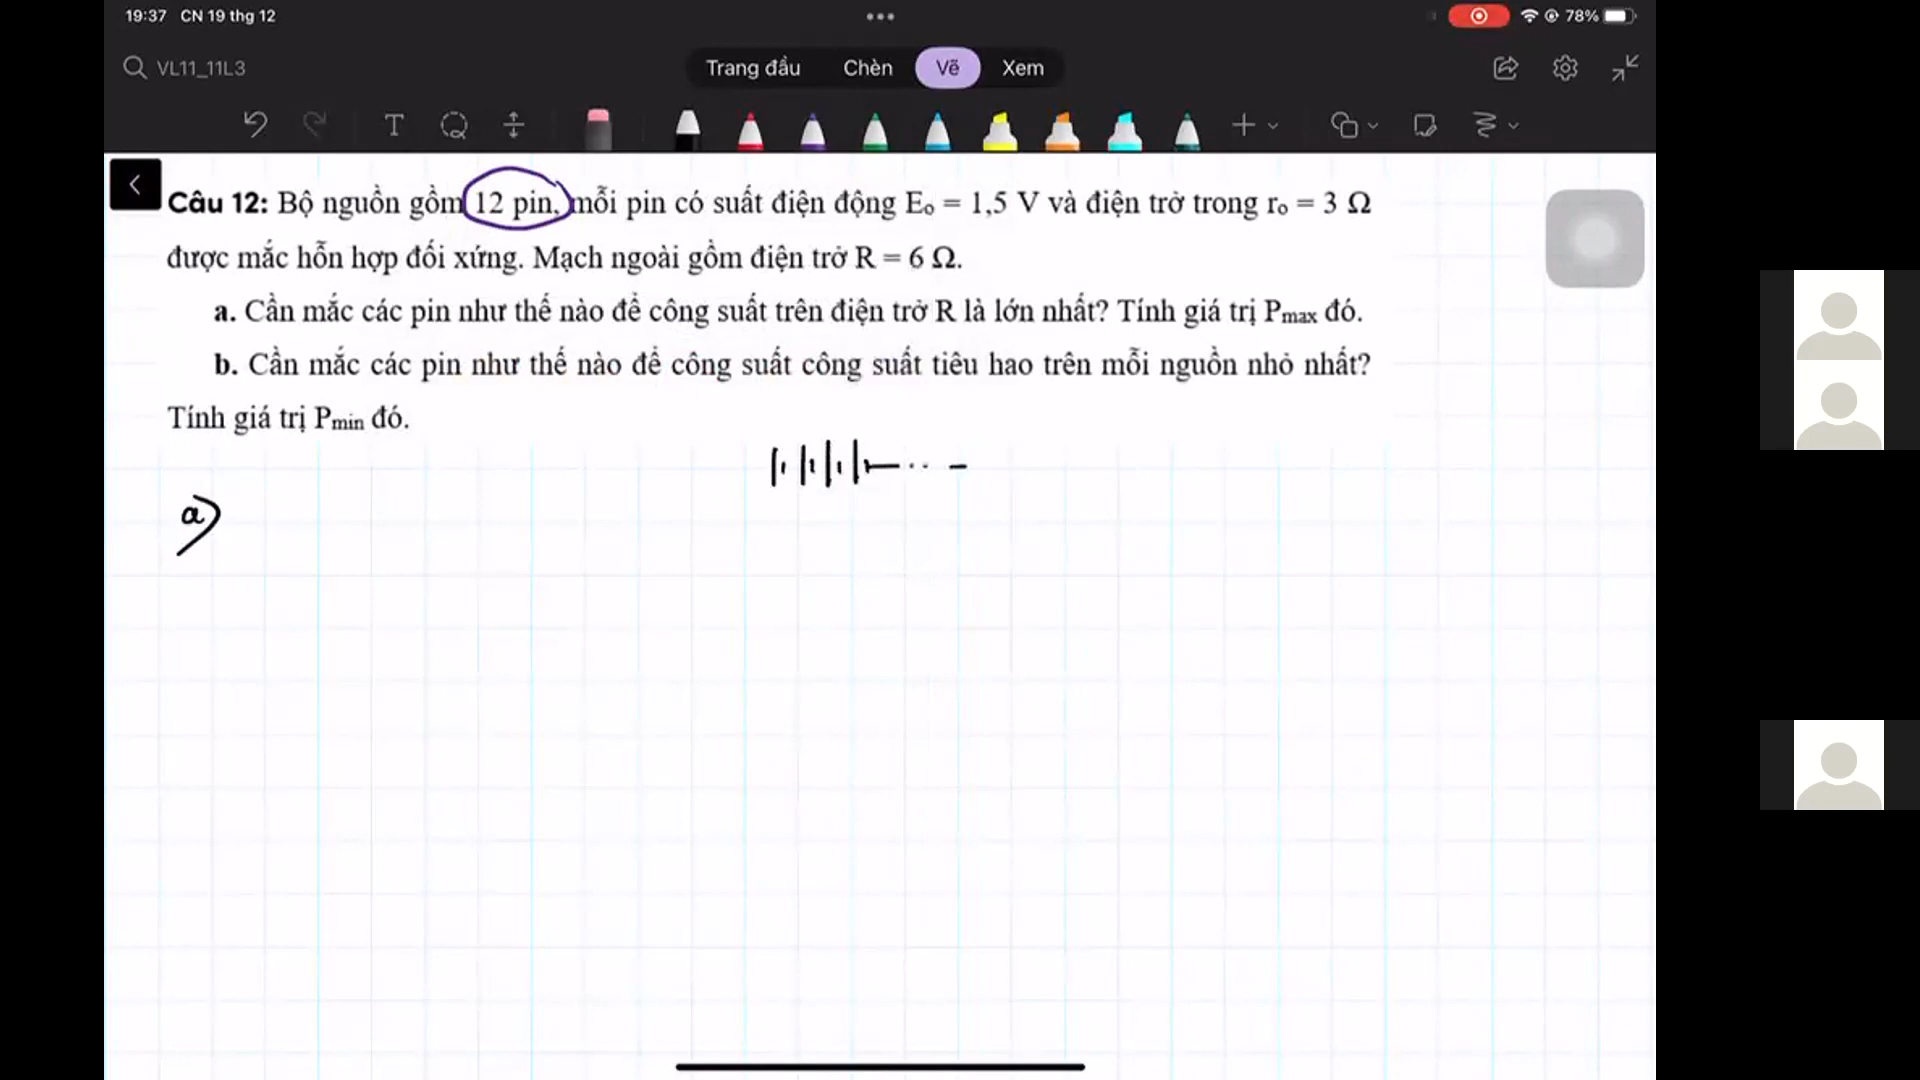 19:37 CN 19 thg 12
78%
VL11_11L3
Trang đầu Chèn Vẽ Xem
Câu 12: Bộ nguồn gồm 12 pin, mỗi pin có suất điện động Eₒ = 1,5 V và điện trở trong rₒ = 3 Ω
được mắc hỗn hợp đối xứng. Mạch ngoài gồm điện trở R = 6 Ω.
a. Cần mắc các pin như thế nào để công suất trên điện trở R là lớn nhất? Tính giá trị Pmax đó.
b. Cần mắc các pin như thế nào để công suất công suất tiêu hao trên mỗi nguồn nhỏ nhất?
Tính giá trị Pmin đó.
a)